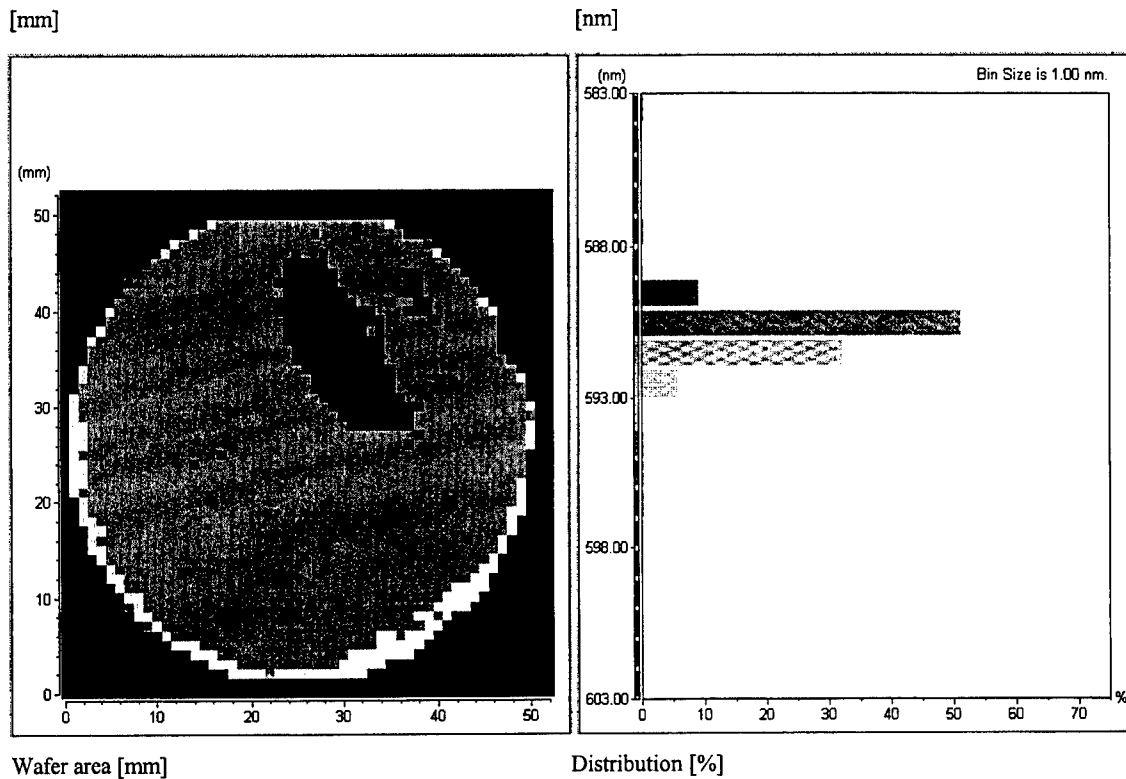 [mm]
[nm]
(nm)
Bin Size is 1.00 nm.
583.00
588.00
593.00
598.00
603.00
0 10 20 30 40 50 60 70 %
(mm)
50
40
30
20
10
0
0 10 20 30 40 50
Wafer area [mm]
Distribution [%]